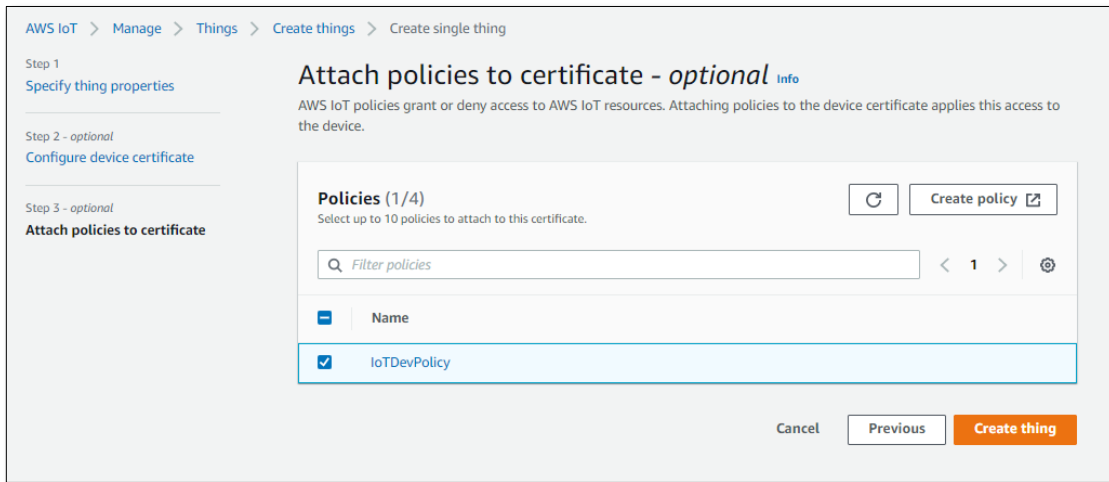 AWS IoT > Manage > Things > Create things > Create single thing
Step 1
Specify thing properties
Step 2 - optional
Configure device certificate
Step 3 - optional
Attach policies to certificate
Attach policies to certificate - optional Info
AWS IoT policies grant or deny access to AWS IoT resources. Attaching policies to the device certificate applies this access to
the device.
Policies (1/4)
Select up to 10 policies to attach to this certificate.
Create policy
Filter policies
< 1 >
Name
IoTDevPolicy
Cancel
Previous
Create thing